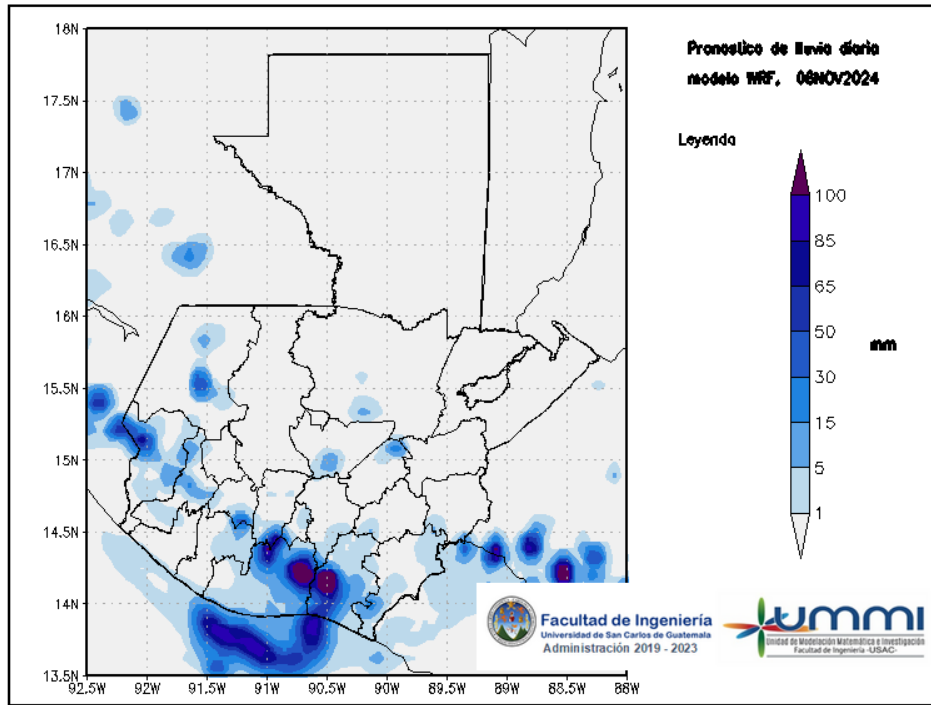 Pronostico de lluvia diaria
modelo WRF,
Leyenda
100
85
65
50
30
15
5
1
mm
18N
17.5N
17N
16.5N
16N
15.5N
15N
14.5N
14N
13.5N
92.5W 92W 91.5W 91W 90.5W 90W 89.5W 89W 88.5W 88W
Facultad de Ingeniería
Universidad de San Carlos de Guatemala
Administración 2019 - 2023
UMMI
Unidad de Modelación Matemática e Investigación
Facultad de Ingeniería -USAC-